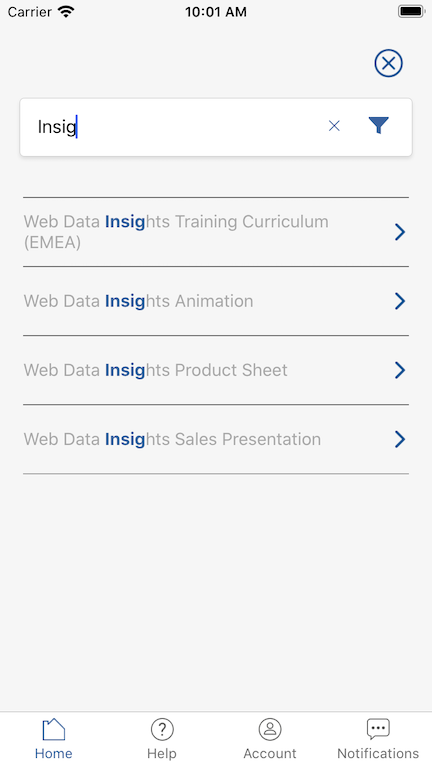 Carrier
10:01 AM
Insig
Web Data Insights Training Curriculum
(EMEA)
Web Data Insights Animation
Web Data Insights Product Sheet
Web Data Insights Sales Presentation
Home
Help
Account
Notifications